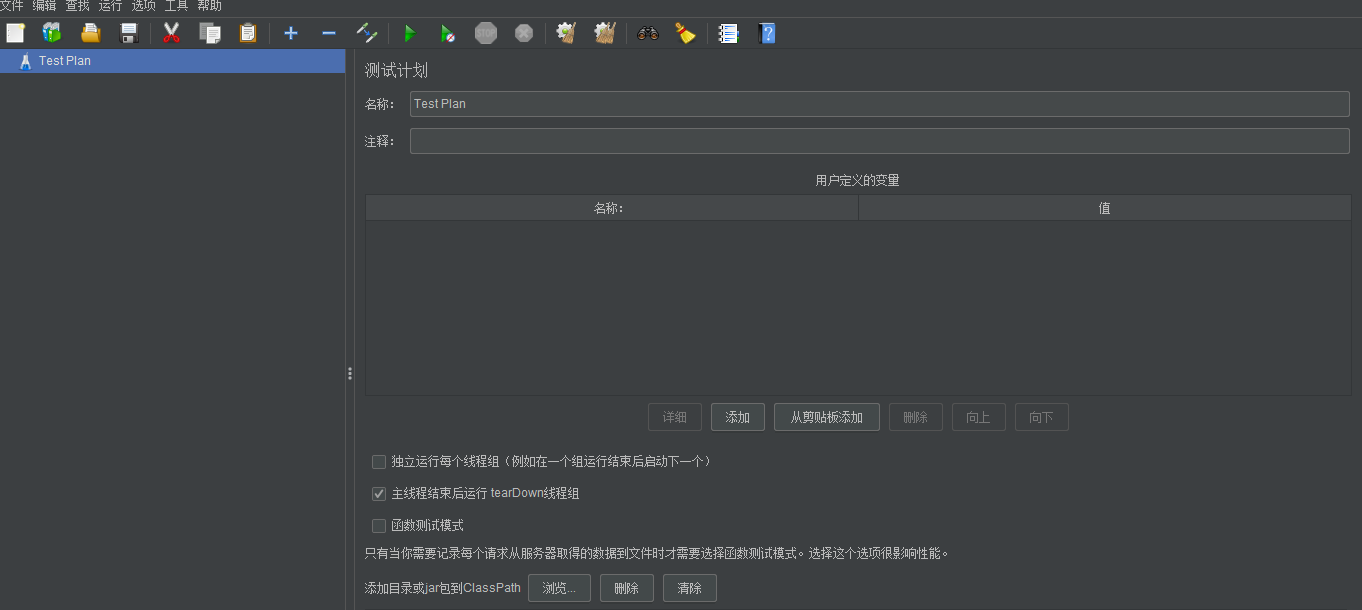 文件 编辑 查找 运行 选项 工具 帮助
STOP
Test Plan
测试计划
名称： Test Plan
注释：
用户定义的变量
名称： 值
详细 添加 从剪贴板添加 删除 向上 向下
独立运行每个线程组（例如在一个组运行结束后启动下一个）
主线程结束后运行 tearDown线程组
函数测试模式
只有当你需要记录每个请求从服务器取得的数据到文件时才需要选择函数测试模式。选择这个选项很影响性能。
添加目录或jar包到ClassPath 浏览... 删除 清除